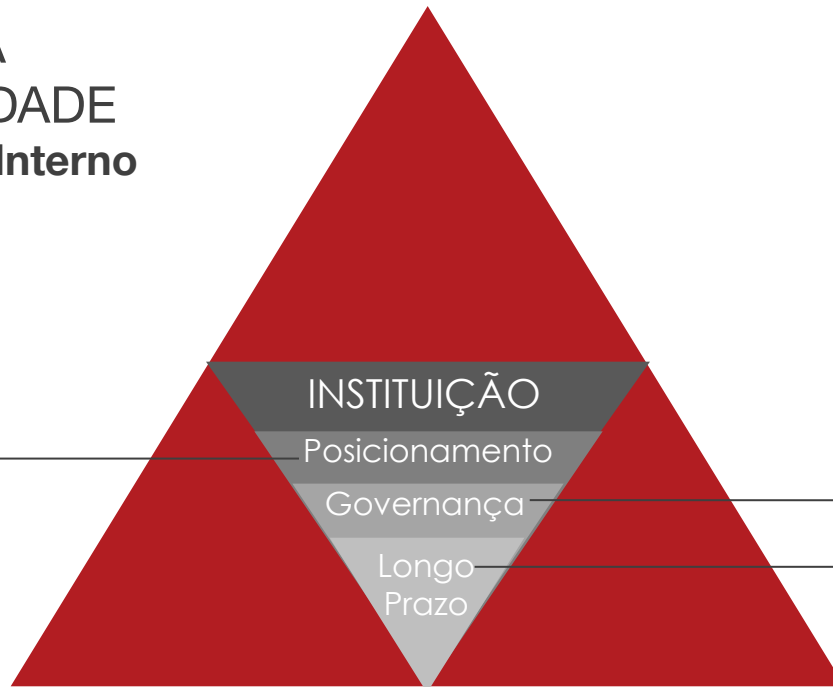 A
DADE
Interno
INSTITUIÇÃO
Posicionamento
Governança
Longo
Prazo